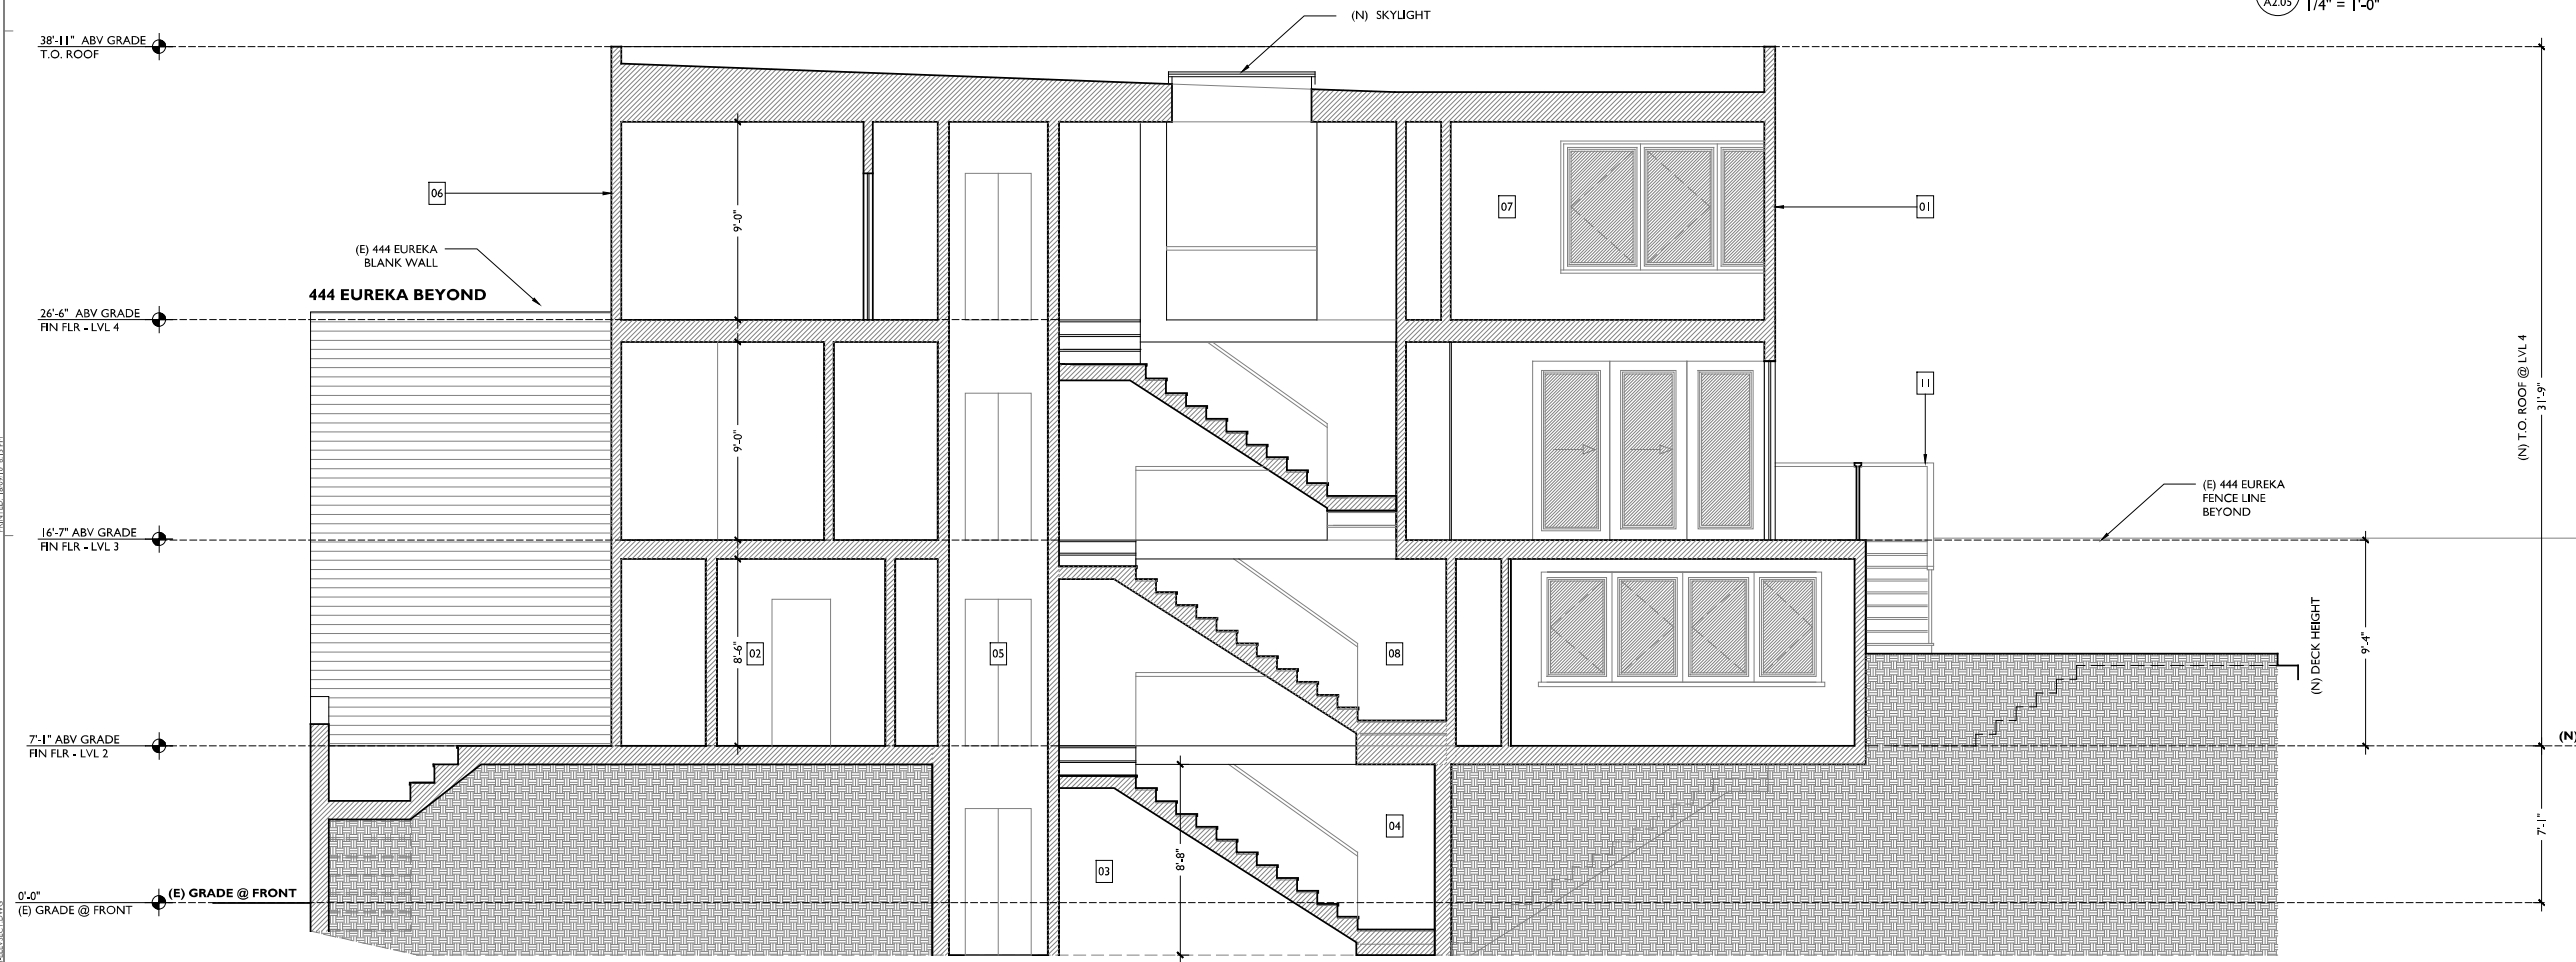 A2.05
1/4" = 1'-0"
(N) SKYLIGHT
38'-11" ABV GRADE
T.O. ROOF
06
9'-0"
07
01
(E) 444 EUREKA
BLANK WALL
444 EUREKA BEYOND
26'-6" ABV GRADE
FIN FLR - LVL 4
(N) T.O. ROOF @ LVL 4
31'-9"
11
9'-0"
(E) 444 EUREKA
FENCE LINE
BEYOND
16'-7" ABV GRADE
FIN FLR - LVL 3
8'-6"
02
05
08
(N) DECK HEIGHT
9'-4"
7'-1" ABV GRADE
FIN FLR - LVL 2
(N)
04
03
8'-8"
7'-1"
0'-0"
(E) GRADE @ FRONT
(E) GRADE @ FRONT